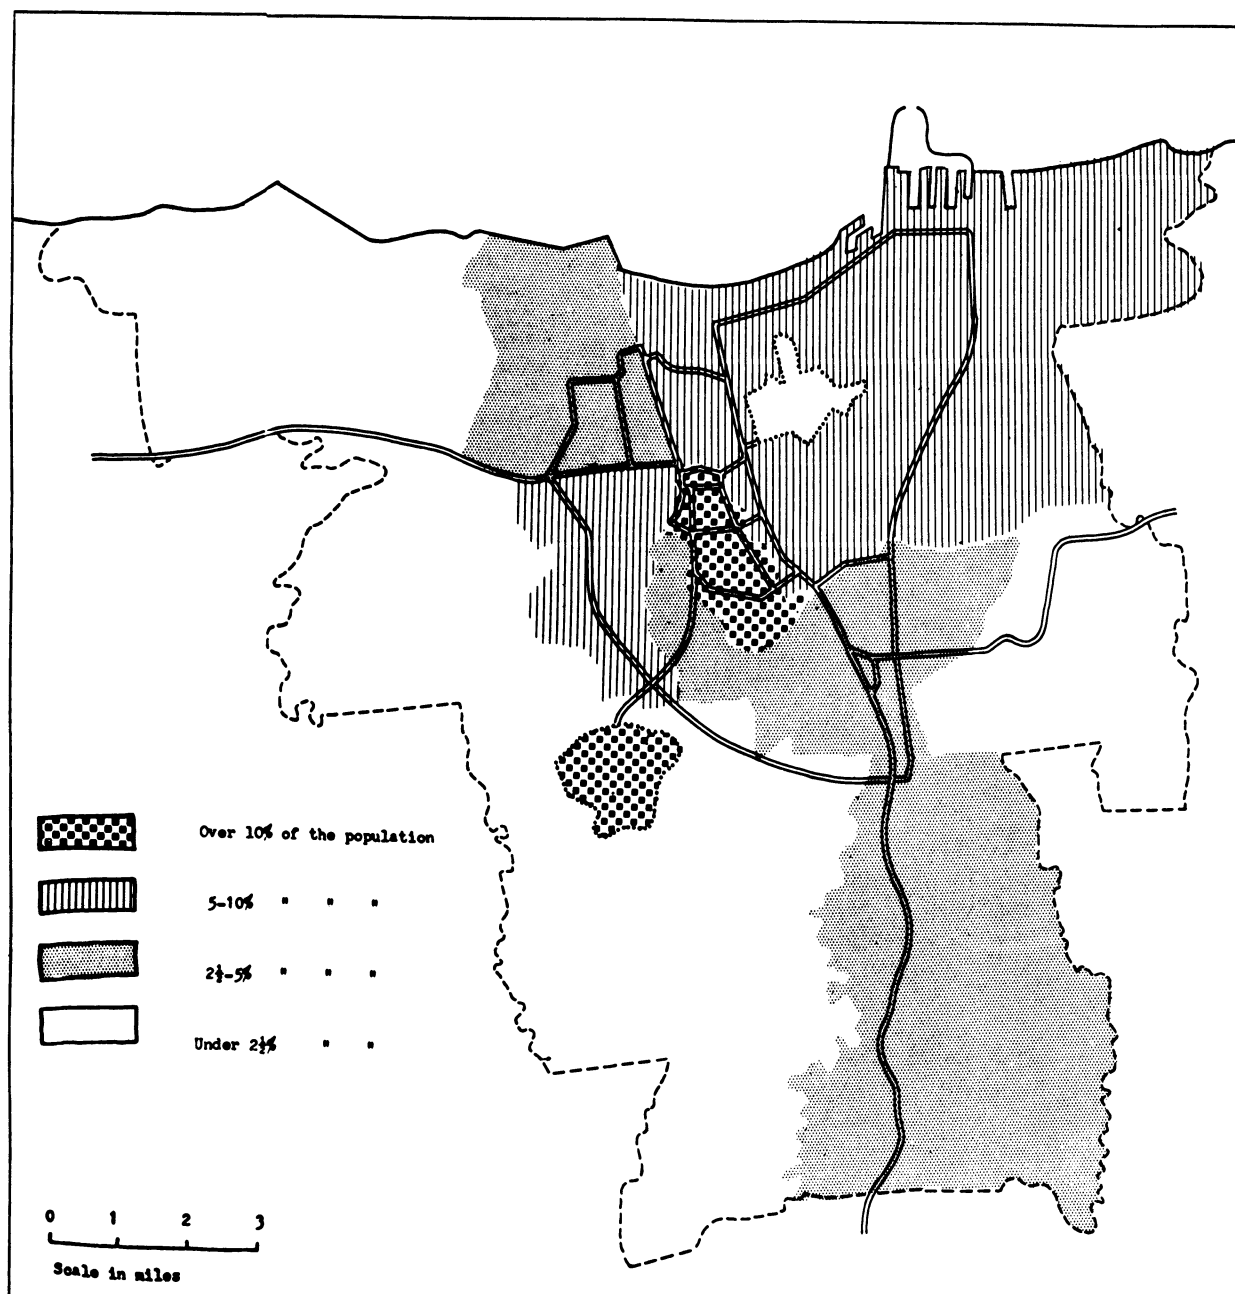 Over 10% of the population
5-10% " " "
2½-5% " " "
Under 2½% " "
0 1 2 3
Scale in miles